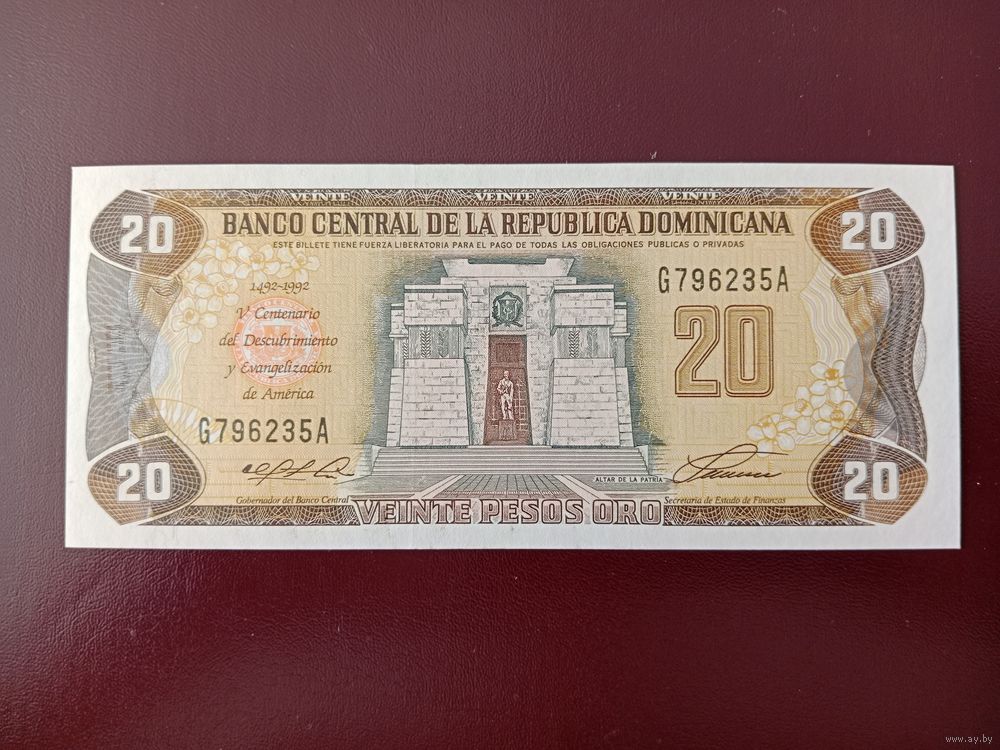 VEINTE VEINTE VEINTE
20 BANCO CENTRAL DE LA REPUBLICA DOMINICANA 20
ESTE BILLETE TIENE FUERZA LIBERATORIA PARA EL PAGO DE TODAS LAS OBLIGACIONES PUBLICAS O PRIVADAS
G796235A
1492-1992
V Centenario
del Descubrimiento
y Evangelización
de América
20
G796235A
20 20
ALTAR DE LA PATRIA
Gobernador del Banco Central
Secretaria de Estado de Finanzas
VEINTE PESOS ORO
www.ay.by